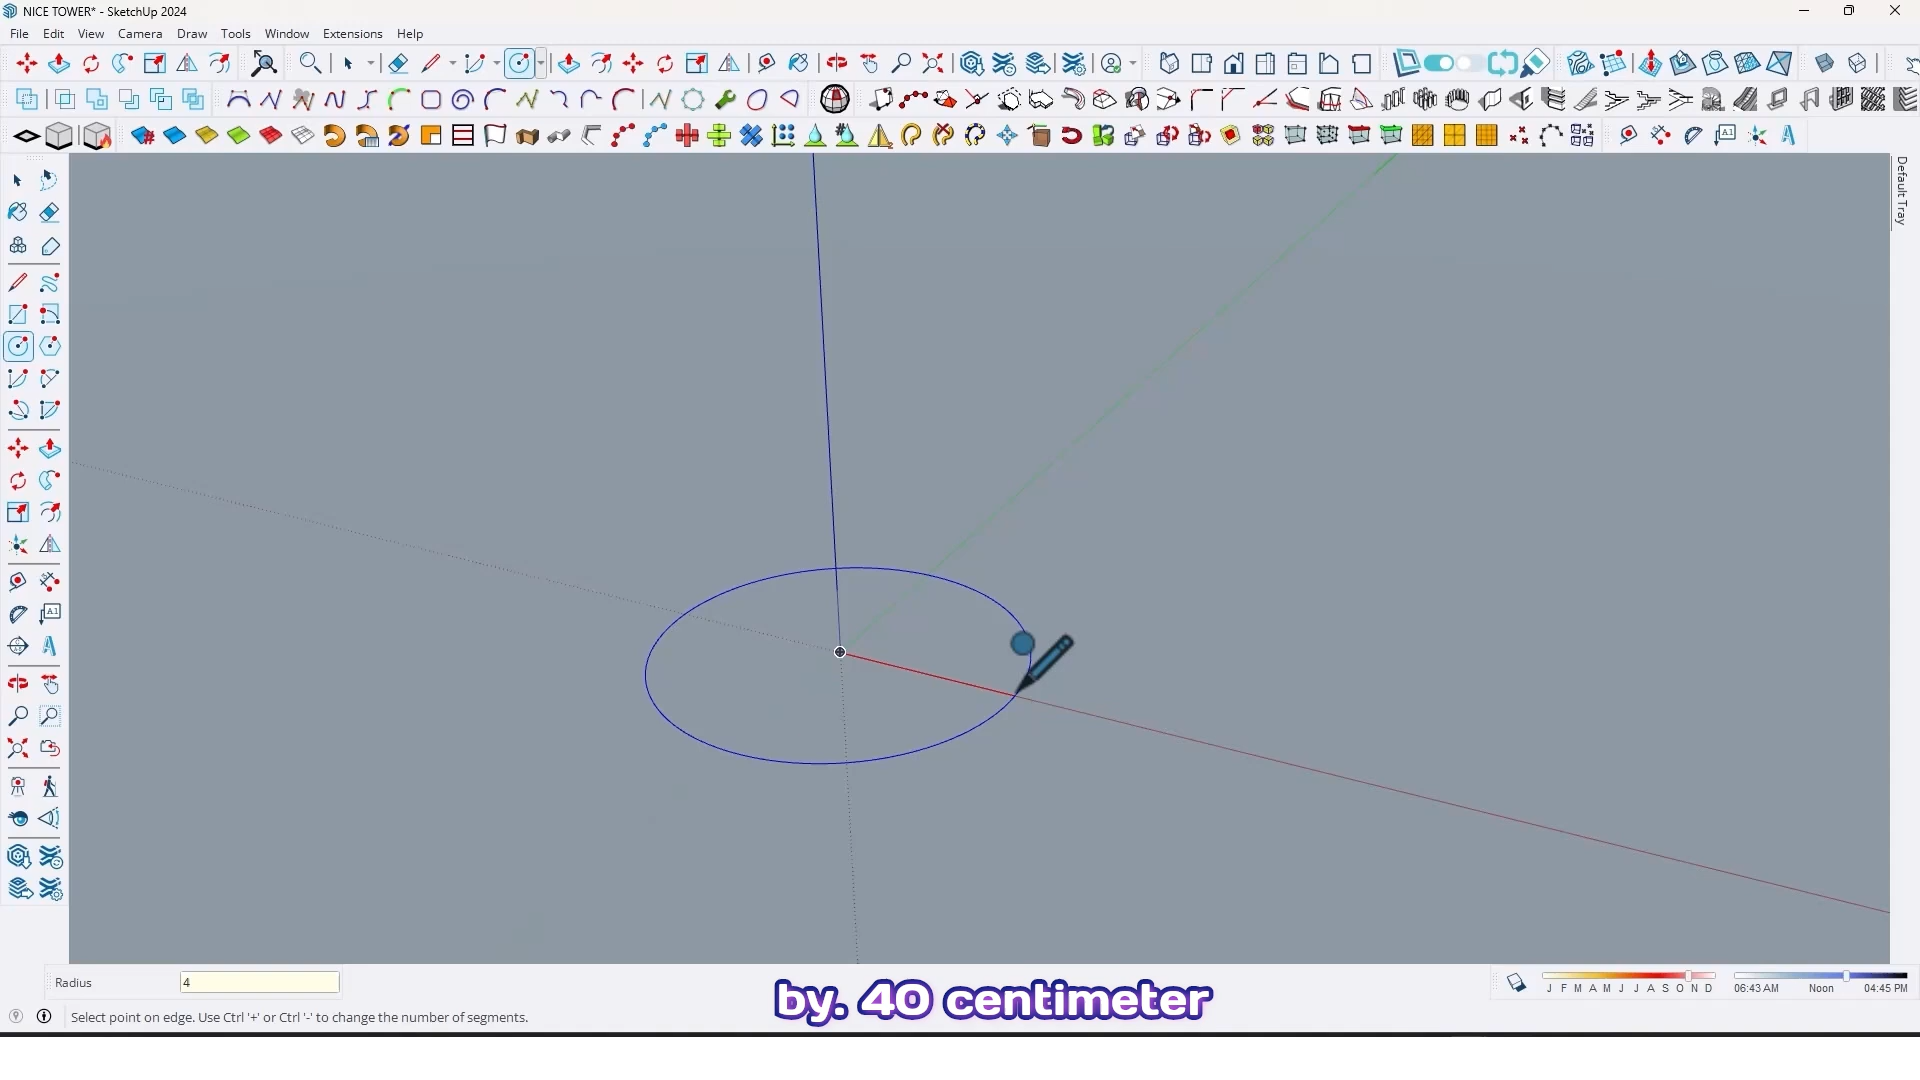 NICE TOWER* - SketchUp 2024
File Edit View Camera Draw Tools Window Extensions Help
Default Tray
Radius 4
by. 40 centimeter
J F M A M J J A S O N D
06:43 AM Noon 04:45 PM
Select point on edge. Use Ctrl '+' or Ctrl '-' to change the number of segments.